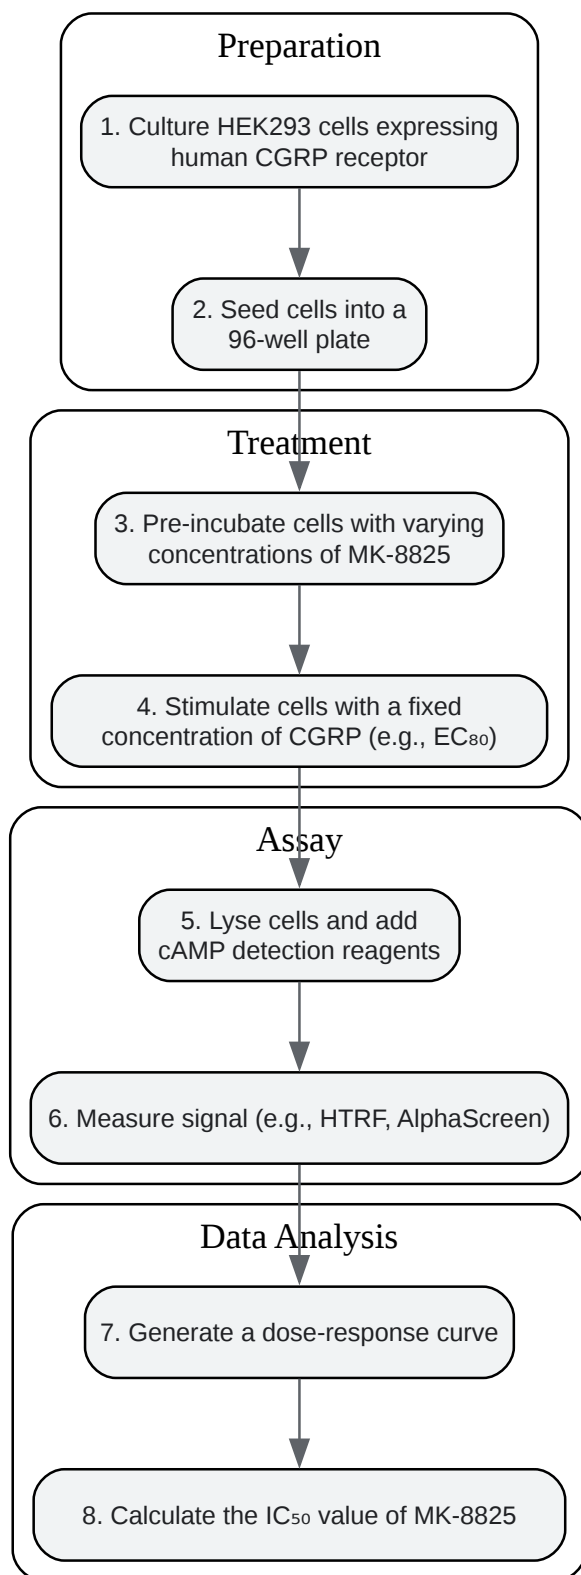 Preparation
1. Culture HEK293 cells expressing
human CGRP receptor
2. Seed cells into a
96-well plate
Treatment
3. Pre-incubate cells with varying
concentrations of MK-8825
4. Stimulate cells with a fixed
concentration of CGRP (e.g., EC₈₀)
Assay
5. Lyse cells and add
cAMP detection reagents
6. Measure signal (e.g., HTRF, AlphaScreen)
Data Analysis
7. Generate a dose-response curve
8. Calculate the IC₅₀ value of MK-8825